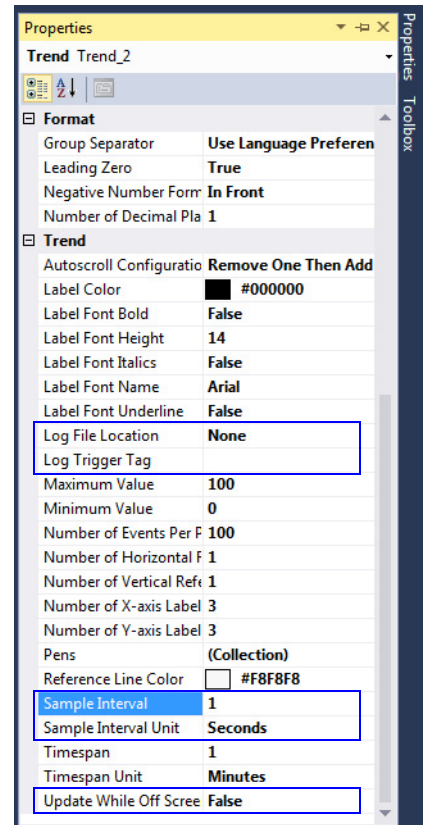 Properties
Trend Trend_2
Format
Group Separator Use Language Preferen
Leading Zero True
Negative Number Form In Front
Number of Decimal Pla 1
Trend
Autoscroll Configuratio Remove One Then Add
Label Color #000000
Label Font Bold False
Label Font Height 14
Label Font Italics False
Label Font Name Arial
Label Font Underline False
Log File Location None
Log Trigger Tag
Maximum Value 100
Minimum Value 0
Number of Events Per P 100
Number of Horizontal F 1
Number of Vertical Refe 1
Number of X-axis Label 3
Number of Y-axis Label 3
Pens (Collection)
Reference Line Color #F8F8F8
Sample Interval 1
Sample Interval Unit Seconds
Timespan 1
Timespan Unit Minutes
Update While Off Scree False
Properties
Toolbox